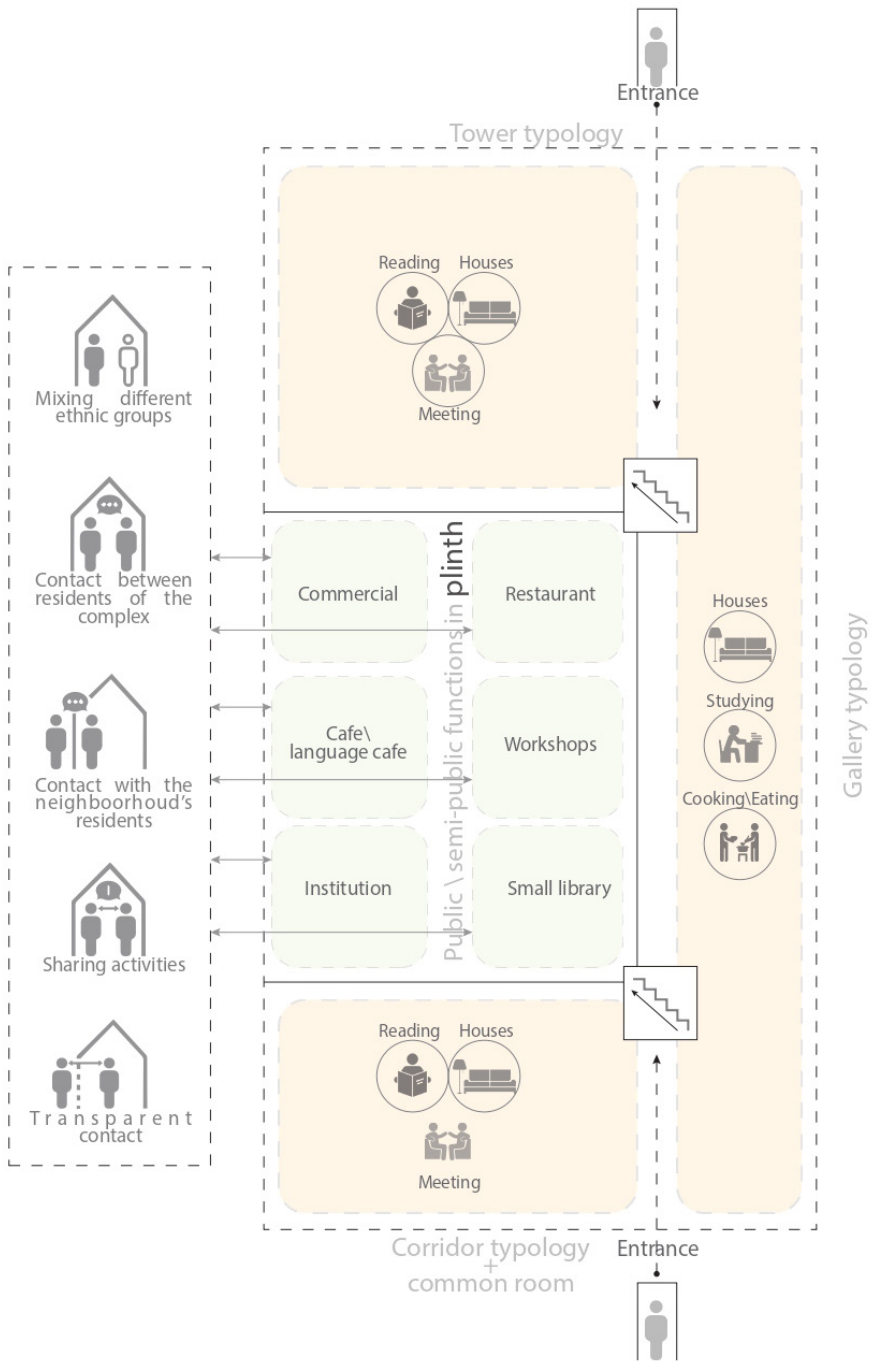 Entrance
Tower typology
Reading Houses
Meeting
Mixing different
ethnic groups
Contact between
residents of the
complex
Contact with the
neighboorhoud's
residents
Sharing activities
Transparent
contact
Commercial
Restaurant
Cafe\
language cafe
Workshops
Institution
Small library
Public \ semi-public functions in plinth
Houses
Studying
Cooking\Eating
Gallery typology
Reading Houses
Meeting
Corridor typology
+
common room
Entrance